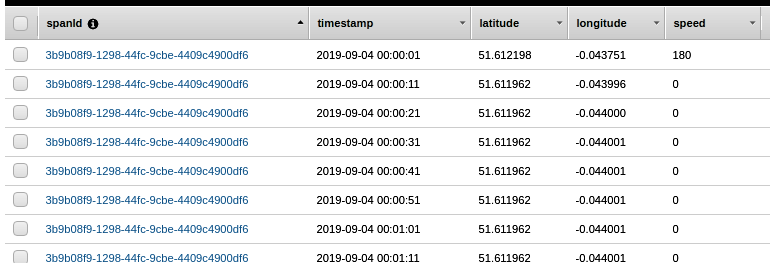 spanId timestamp latitude longitude speed
3b9b08f9-1298-44fc-9cbe-4409c4900df6 2019-09-04 00:00:01 51.612198 -0.043751 180
3b9b08f9-1298-44fc-9cbe-4409c4900df6 2019-09-04 00:00:11 51.611962 -0.043996 0
3b9b08f9-1298-44fc-9cbe-4409c4900df6 2019-09-04 00:00:21 51.611962 -0.044000 0
3b9b08f9-1298-44fc-9cbe-4409c4900df6 2019-09-04 00:00:31 51.611962 -0.044001 0
3b9b08f9-1298-44fc-9cbe-4409c4900df6 2019-09-04 00:00:41 51.611962 -0.044001 0
3b9b08f9-1298-44fc-9cbe-4409c4900df6 2019-09-04 00:00:51 51.611962 -0.044001 0
3b9b08f9-1298-44fc-9cbe-4409c4900df6 2019-09-04 00:01:01 51.611962 -0.044001 0
3b9b08f9-1298-44fc-9cbe-4409c4900df6 2019-09-04 00:01:11 51.611962 -0.044001 0